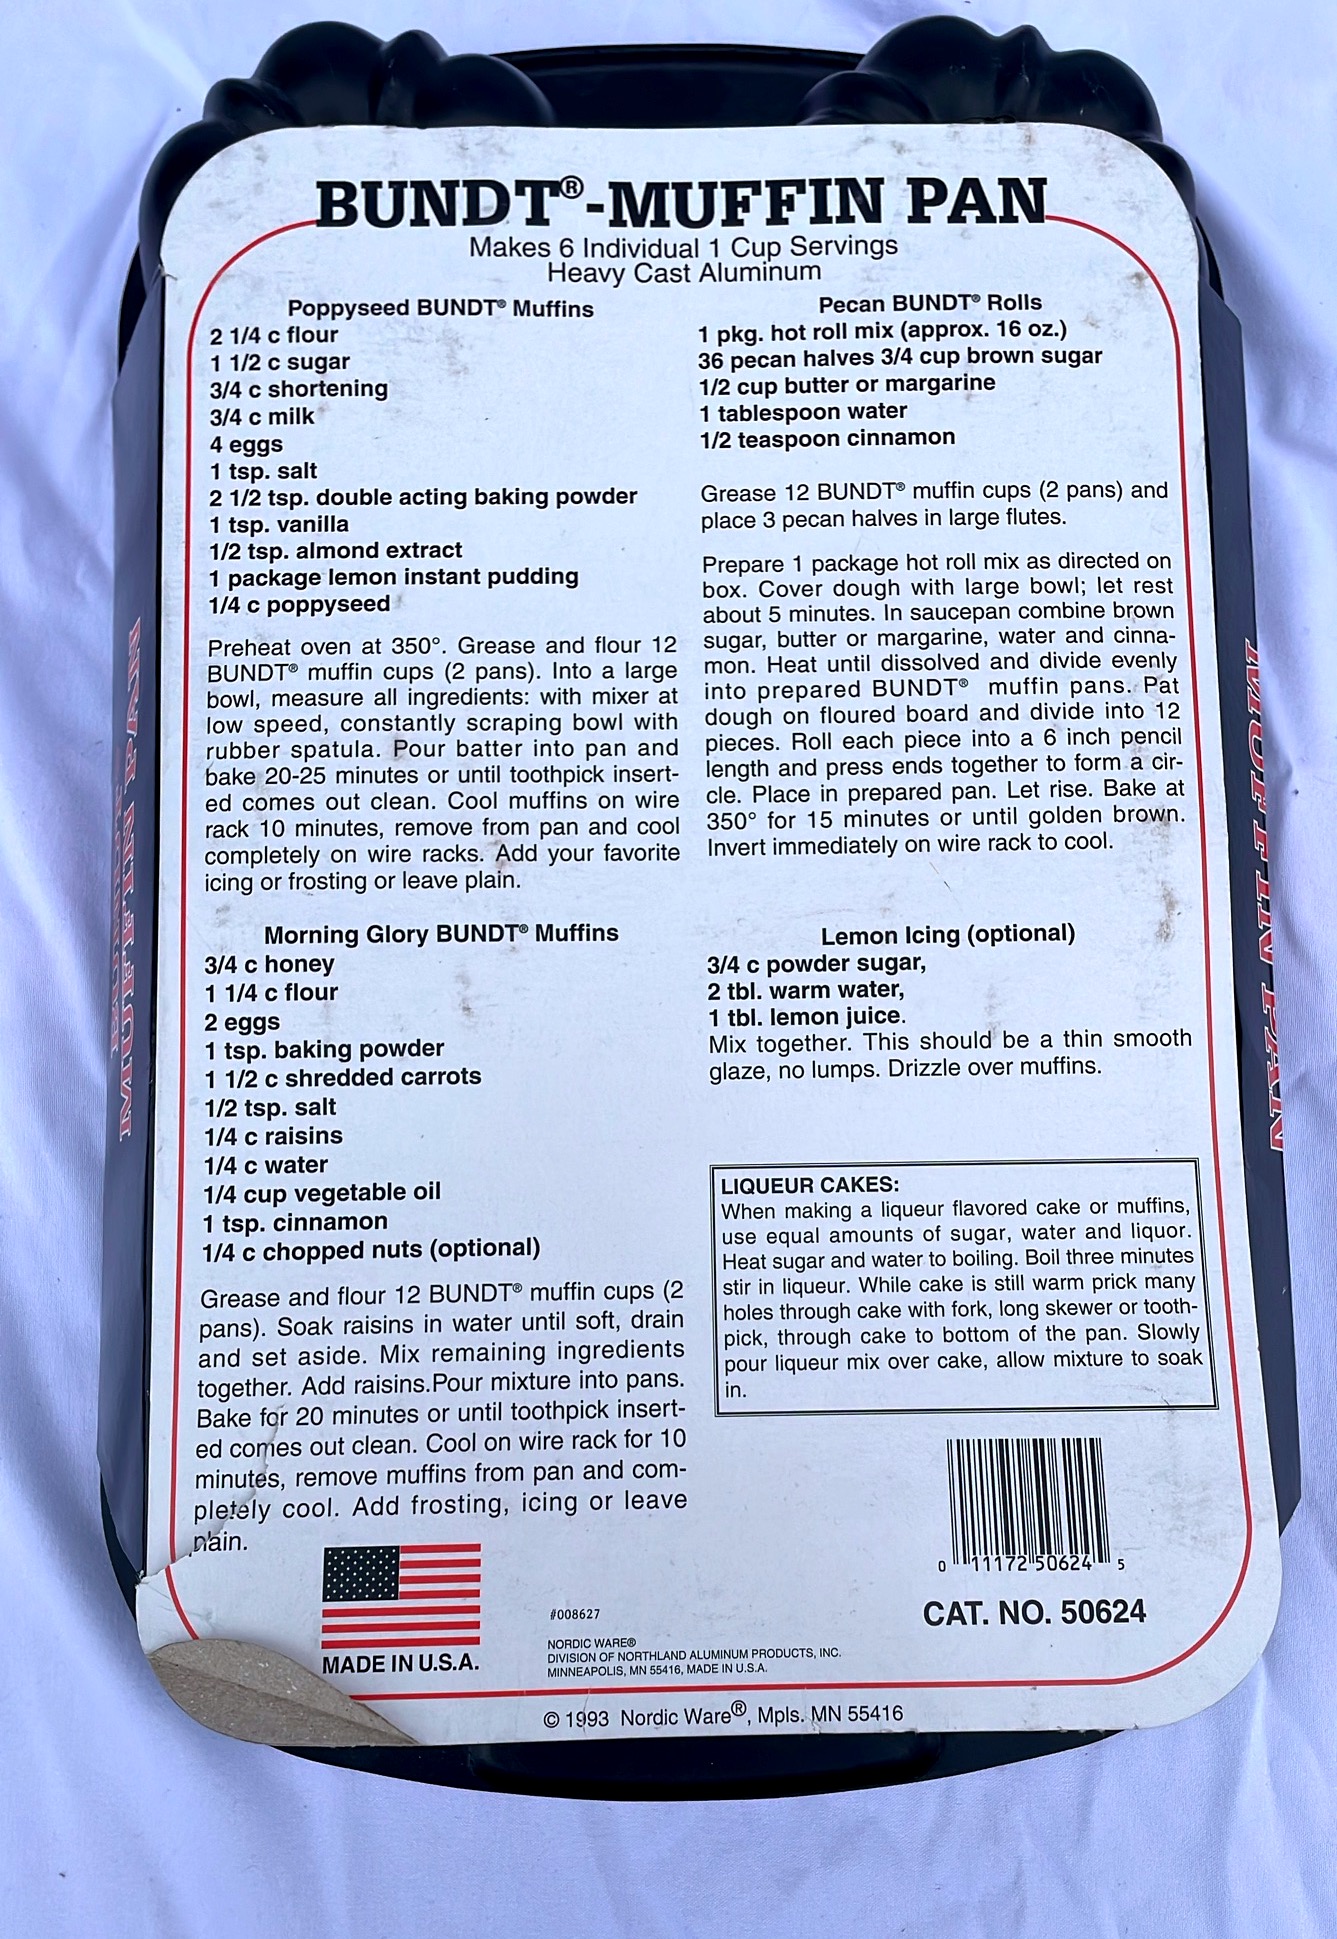 BUNDT®-MUFFIN PAN
Makes 6 Individual 1 Cup Servings
Heavy Cast Aluminum
Poppyseed BUNDT® Muffins
2 1/4 c flour
1 1/2 c sugar
3/4 c shortening
3/4 c milk
4 eggs
1 tsp. salt
2 1/2 tsp. double acting baking powder
1 tsp. vanilla
1/2 tsp. almond extract
1 package lemon instant pudding
1/4 c poppyseed
Preheat oven at 350°. Grease and flour 12
BUNDT® muffin cups (2 pans). Into a large
bowl, measure all ingredients: with mixer at
low speed, constantly scraping bowl with
rubber spatula. Pour batter into pan and
bake 20-25 minutes or until toothpick insert-
ed comes out clean. Cool muffins on wire
rack 10 minutes, remove from pan and cool
completely on wire racks. Add your favorite
icing or frosting or leave plain.
Morning Glory BUNDT® Muffins
3/4 c honey
1 1/4 c flour
2 eggs
1 tsp. baking powder
1 1/2 c shredded carrots
1/2 tsp. salt
1/4 c raisins
1/4 c water
1/4 cup vegetable oil
1 tsp. cinnamon
1/4 c chopped nuts (optional)
Grease and flour 12 BUNDT® muffin cups (2
pans). Soak raisins in water until soft, drain
and set aside. Mix remaining ingredients
together. Add raisins.Pour mixture into pans.
Bake for 20 minutes or until toothpick insert-
ed comes out clean. Cool on wire rack for 10
minutes, remove muffins from pan and com-
pletely cool. Add frosting, icing or leave
plain.
Pecan BUNDT® Rolls
1 pkg. hot roll mix (approx. 16 oz.)
36 pecan halves 3/4 cup brown sugar
1/2 cup butter or margarine
1 tablespoon water
1/2 teaspoon cinnamon
Grease 12 BUNDT® muffin cups (2 pans) and
place 3 pecan halves in large flutes.
Prepare 1 package hot roll mix as directed on
box. Cover dough with large bowl; let rest
about 5 minutes. In saucepan combine brown
sugar, butter or margarine, water and cinna-
mon. Heat until dissolved and divide evenly
into prepared BUNDT® muffin pans. Pat
dough on floured board and divide into 12
pieces. Roll each piece into a 6 inch pencil
length and press ends together to form a cir-
cle. Place in prepared pan. Let rise. Bake at
350° for 15 minutes or until golden brown.
Invert immediately on wire rack to cool.
Lemon Icing (optional)
3/4 c powder sugar,
2 tbl. warm water,
1 tbl. lemon juice.
Mix together. This should be a thin smooth
glaze, no lumps. Drizzle over muffins.
LIQUEUR CAKES:
When making a liqueur flavored cake or muffins,
use equal amounts of sugar, water and liquor.
Heat sugar and water to boiling. Boil three minutes
stir in liqueur. While cake is still warm prick many
holes through cake with fork, long skewer or tooth-
pick, through cake to bottom of the pan. Slowly
pour liqueur mix over cake, allow mixture to soak
in.
0 11172 50624 5
CAT. NO. 50624
MADE IN U.S.A.
#008627
NORDIC WARE®
DIVISION OF NORTHLAND ALUMINUM PRODUCTS, INC.
MINNEAPOLIS, MN 55416, MADE IN U.S.A.
© 1993 Nordic Ware®, Mpls. MN 55416
MUFFIN PAN
MUFFIN PAN